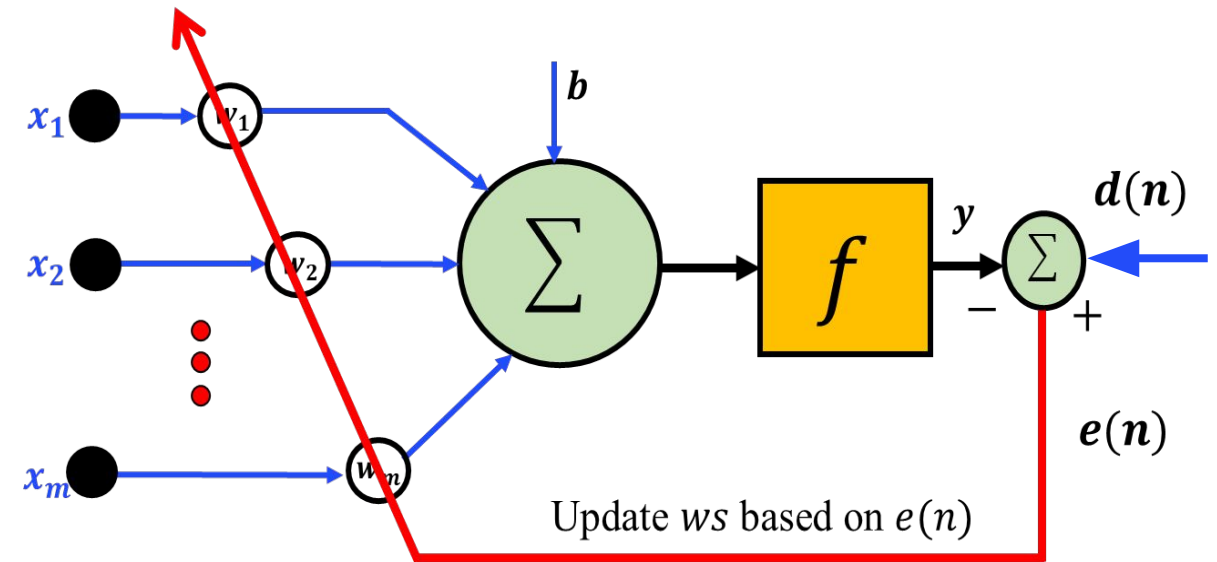 b
x₁
w₁
d(n)
y
x₂
w₂
∑
f
∑
− +
e(n)
xₘ
wₘ
Update ws based on e(n)